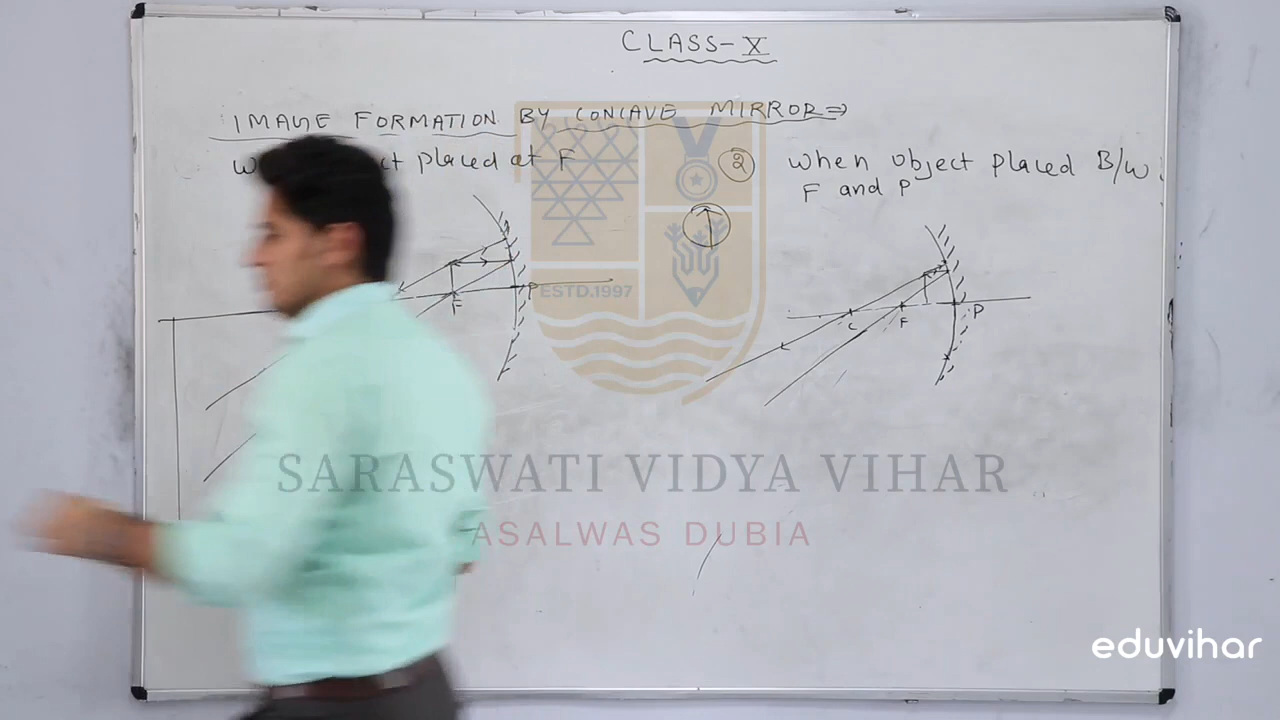 CLASS-X
IMAGE FORMATION BY CONCAVE MIRROR⇒
placed at F
② when object placed B/w
F and P
F
P
C
F
P
ESTD.1997
SARASWATI VIDYA VIHAR
ASALWAS DUBIA
eduvihar